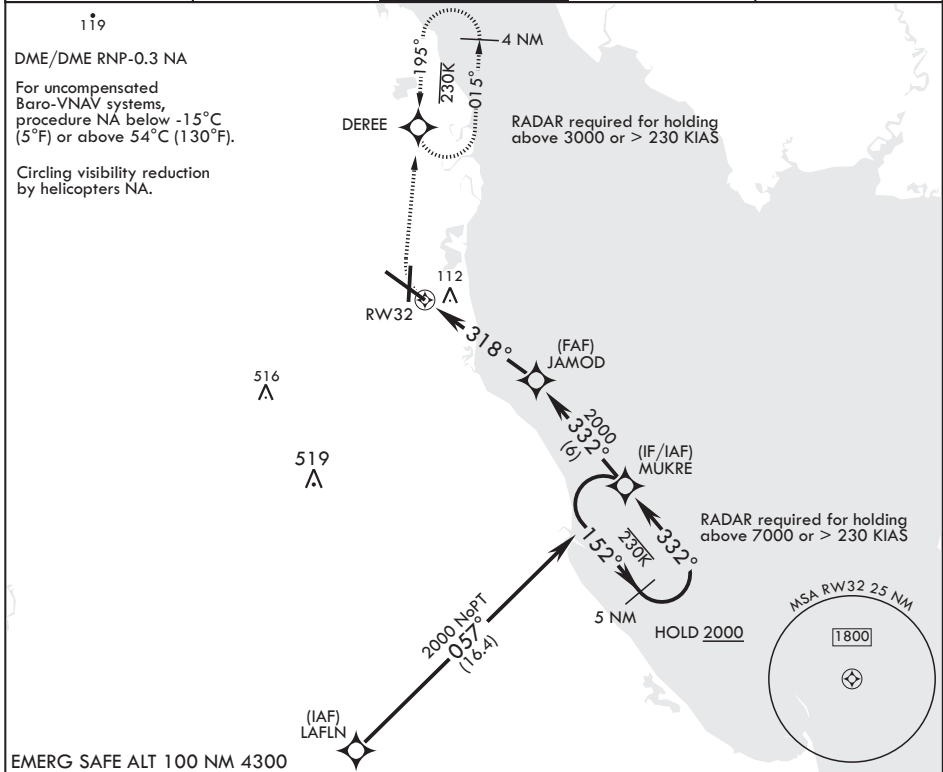 119
DME/DME RNP-0.3 NA
For uncompensated
Baro-VNAV systems,
procedure NA below -15°C
(5°F) or above 54°C (130°F).
Circling visibility reduction
by helicopters NA.
195°
230K
015°
4 NM
DEREE
RADAR required for holding
above 3000 or > 230 KIAS
112
RW32
318°
(FAF)
JAMOD
516
2000
332°
(6)
(IF/IAF)
MUKRE
519
RADAR required for holding
above 7000 or > 230 KIAS
152°
230K
332°
5 NM
HOLD 2000
MSA RW32 25 NM
1800
2000 NoPT
057°
(16.4)
(IAF)
LAFLN
EMERG SAFE ALT 100 NM 4300